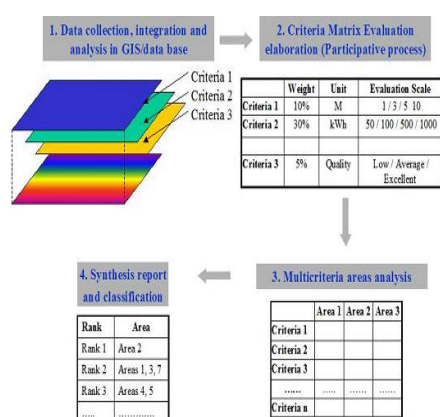 1. Data collection, integration and
analysis in GIS/data base
Criteria 1
Criteria 2
Criteria 3
2. Criteria Matrix Evaluation
elaboration (Participative process)
Weight Unit Evaluation Scale
Criteria 1 10% M 1 / 3 / 5 10
Criteria 2 30% kWh 50 / 100 / 500 / 1000
Criteria 3 5% Quality Low / Average /
Excellent
3. Multicriteria areas analysis
Area 1 Area 2 Area 3
Criteria 1
Criteria 2
Criteria 3
...... ..... ...... ......
Criteria n
4. Synthesis report
and classification
Rank Area
Rank 1 Area 2
Rank 2 Areas 1, 3, 7
Rank 3 Areas 4, 5
..... .............